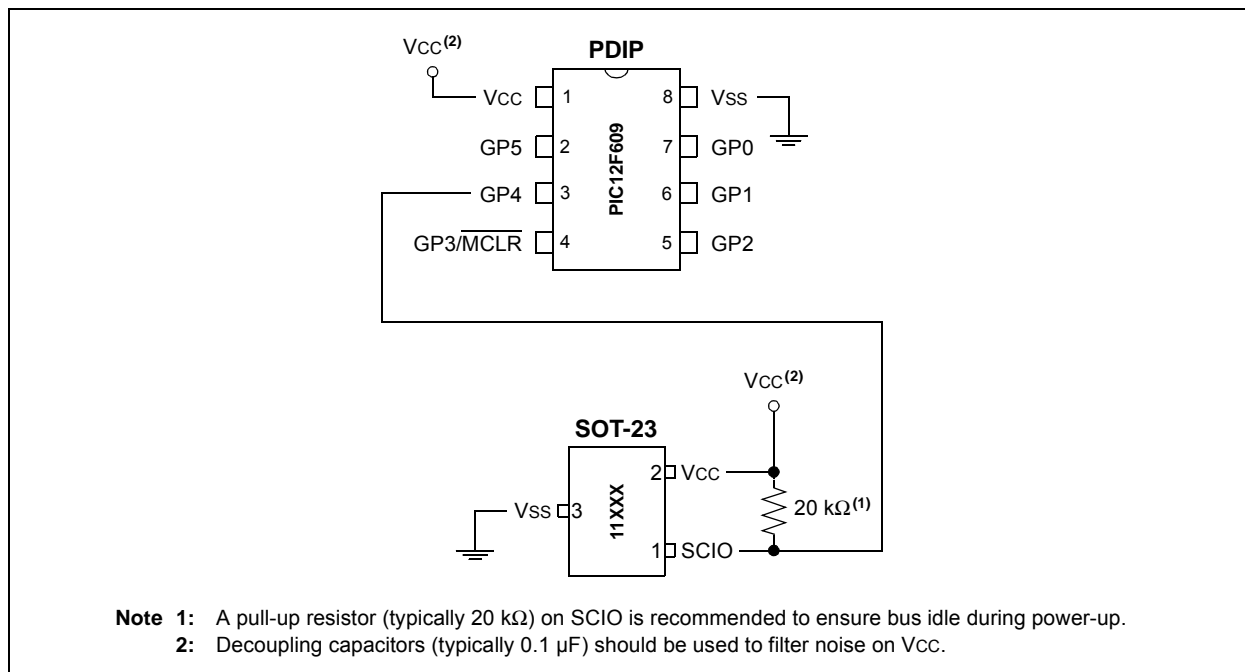 VCC(2)
PDIP
VCC 1 8 VSS
GP5 2 7 GP0
GP4 3 6 GP1
GP3/MCLR 4 5 GP2
PIC12F609
VCC(2)
SOT-23
2 VCC
VSS 3
11XXX
20 kΩ(1)
1 SCIO
Note 1: A pull-up resistor (typically 20 kΩ) on SCIO is recommended to ensure bus idle during power-up.
2: Decoupling capacitors (typically 0.1 µF) should be used to filter noise on VCC.